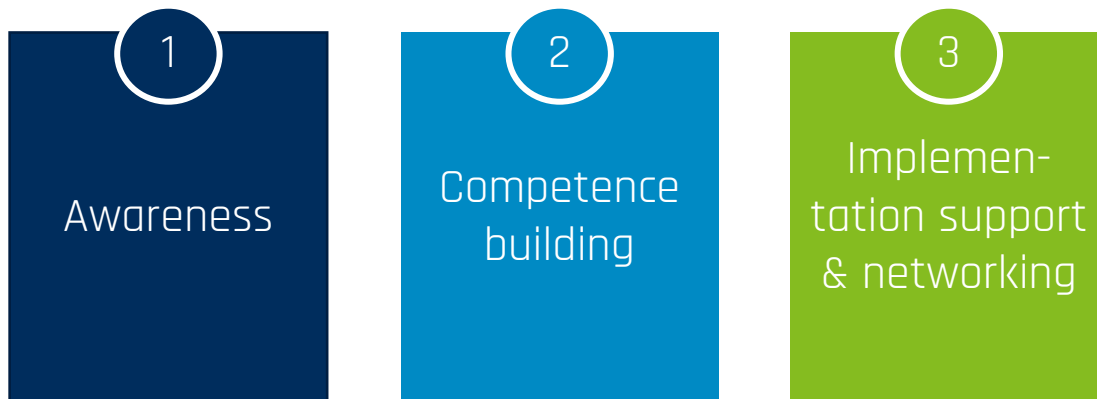 1
Awareness
2
Competence
building
3
Implemen-
tation support
& networking